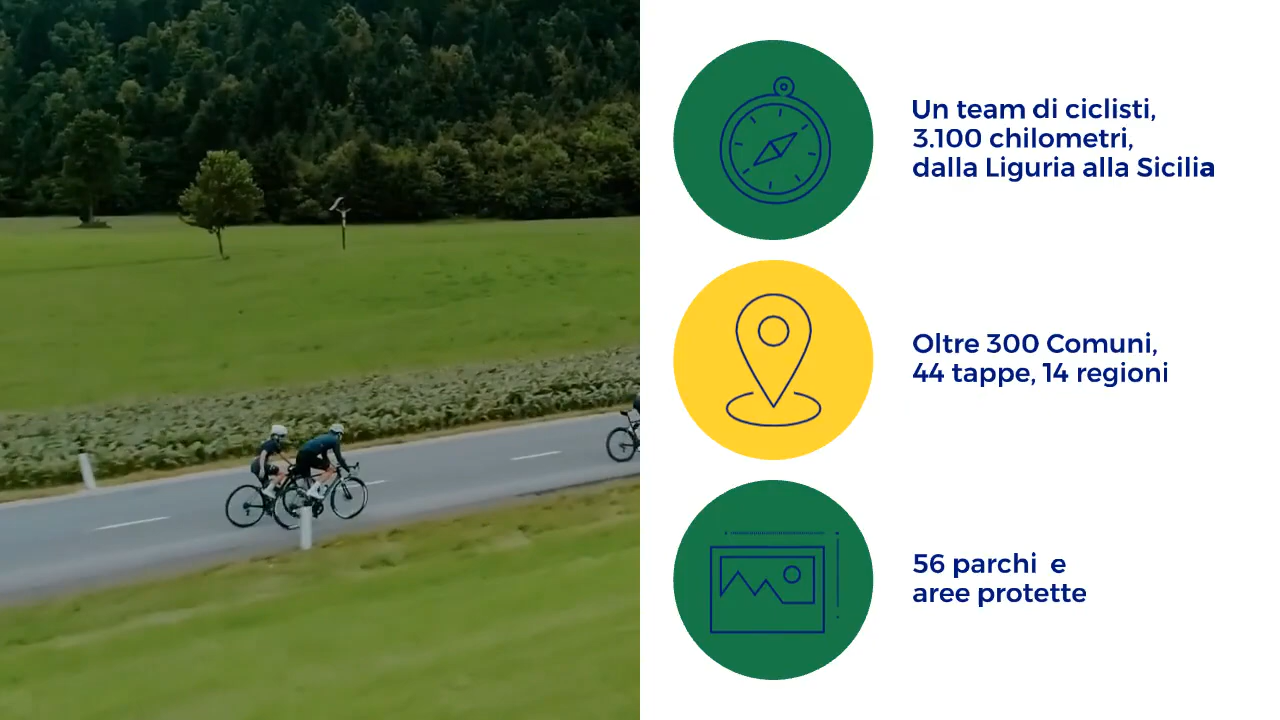 Un team di ciclisti,
3.100 chilometri,
dalla Liguria alla Sicilia
Oltre 300 Comuni,
44 tappe, 14 regioni
56 parchi e
aree protette